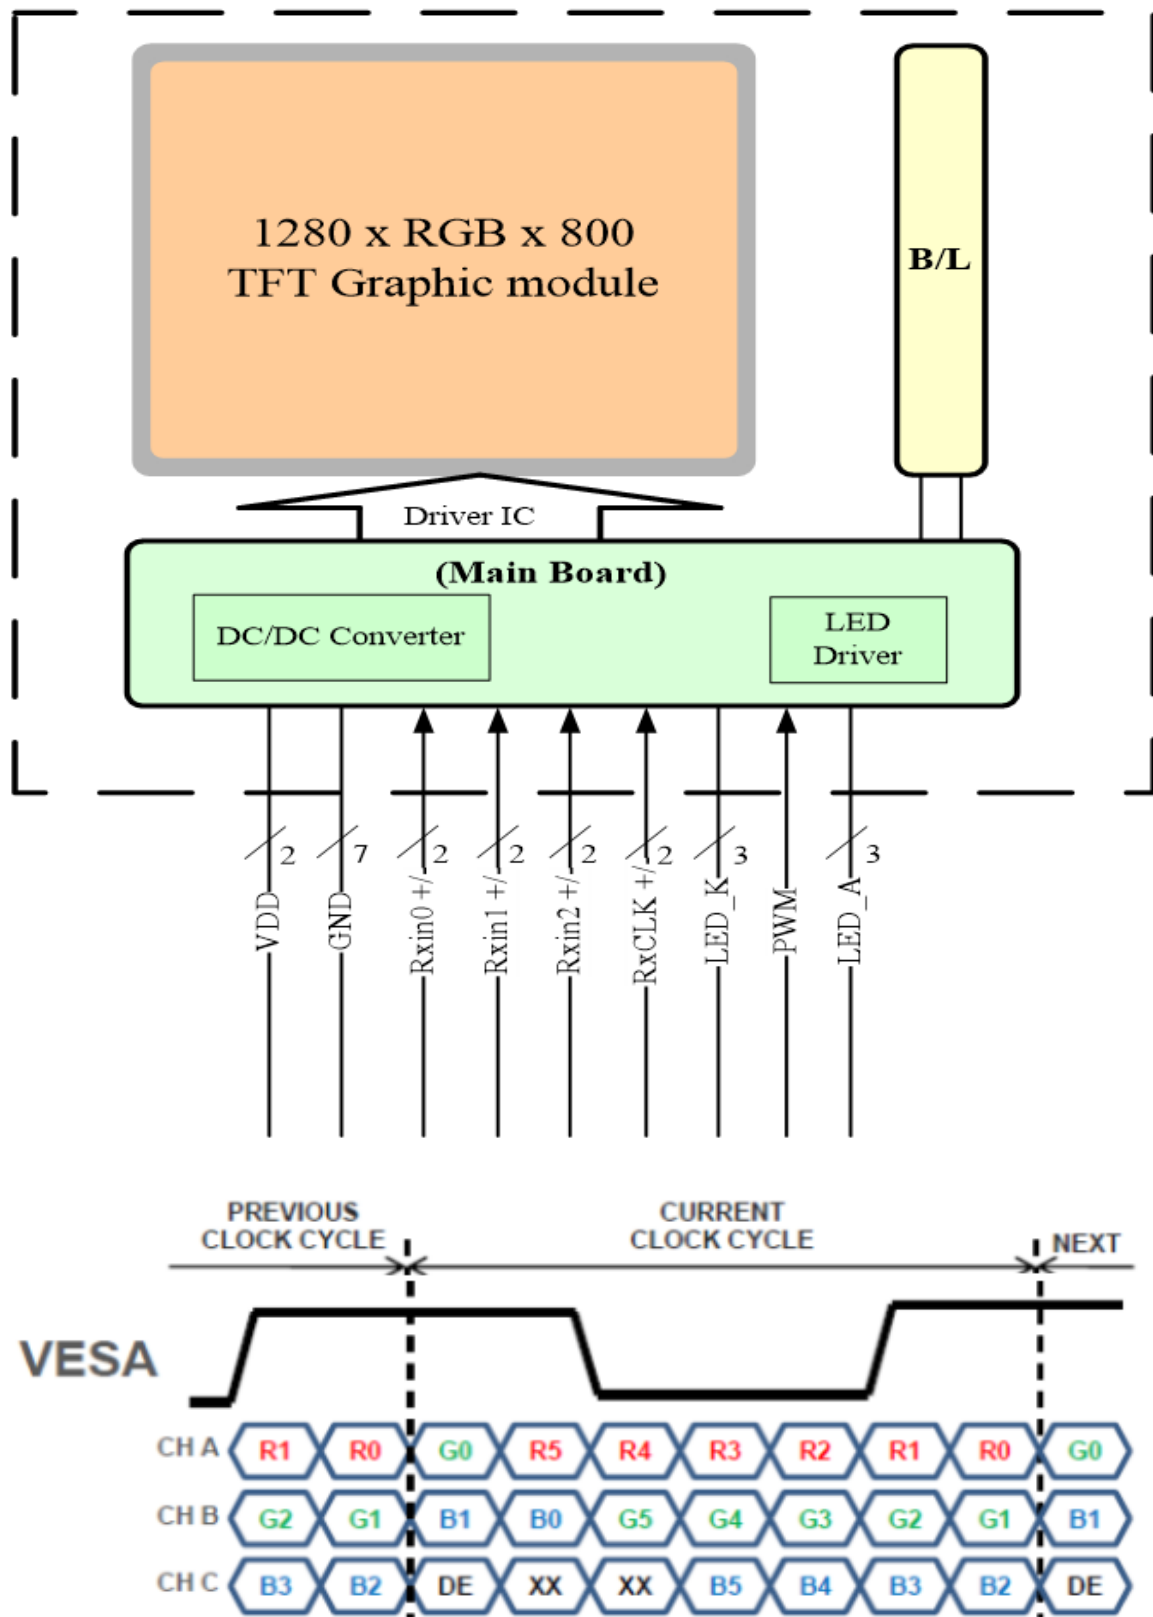 1280 x RGB x 800
TFT Graphic module
B/L
Driver IC
(Main Board)
DC/DC Converter
LED
Driver
2
7
2
2
2
2
3
3
VDD
GND
Rxin0 +/
Rxin1 +/
Rxin2 +/
RxCLK +/
LED_K
PWM
LED_A
PREVIOUS
CLOCK CYCLE
CURRENT
CLOCK CYCLE
NEXT
VESA
CH A R1 R0 G0 R5 R4 R3 R2 R1 R0 G0
CH B G2 G1 B1 B0 G5 G4 G3 G2 G1 B1
CH C B3 B2 DE XX XX B5 B4 B3 B2 DE